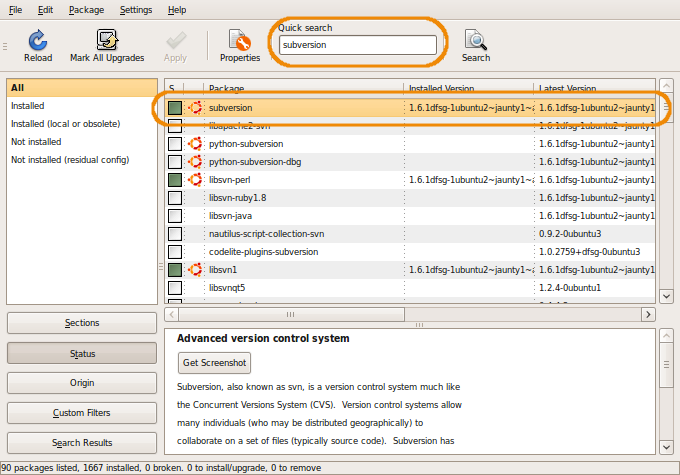 File Edit Package Settings Help
Quick search
subversion
Reload Mark All Upgrades Apply Properties Search
All
Installed
Installed (local or obsolete)
Not installed
Not installed (residual config)
S Package Installed Version Latest Version
subversion 1.6.1dfsg-1ubuntu2~jaunty1~ 1.6.1dfsg-1ubuntu2~jaunty1
libapache2-svn 1.6.1dfsg-1ubuntu2~jaunty1
python-subversion 1.6.1dfsg-1ubuntu2~jaunty1
python-subversion-dbg 1.6.1dfsg-1ubuntu2~jaunty1
libsvn-perl 1.6.1dfsg-1ubuntu2~jaunty1~ 1.6.1dfsg-1ubuntu2~jaunty1
libsvn-ruby1.8 1.6.1dfsg-1ubuntu2~jaunty1
libsvn-java 1.6.1dfsg-1ubuntu2~jaunty1
nautilus-script-collection-svn 0.9.2-0ubuntu3
codelite-plugins-subversion 1.0.2759+dfsg-0ubuntu3
libsvn1 1.6.1dfsg-1ubuntu2~jaunty1~ 1.6.1dfsg-1ubuntu2~jaunty1
libsvnqt5 1.2.4-0ubuntu1
Sections
Status
Origin
Custom Filters
Search Results
Advanced version control system
Get Screenshot
Subversion, also known as svn, is a version control system much like
the Concurrent Versions System (CVS). Version control systems allow
many individuals (who may be distributed geographically) to
collaborate on a set of files (typically source code). Subversion has
90 packages listed, 1667 installed, 0 broken. 0 to install/upgrade, 0 to remove